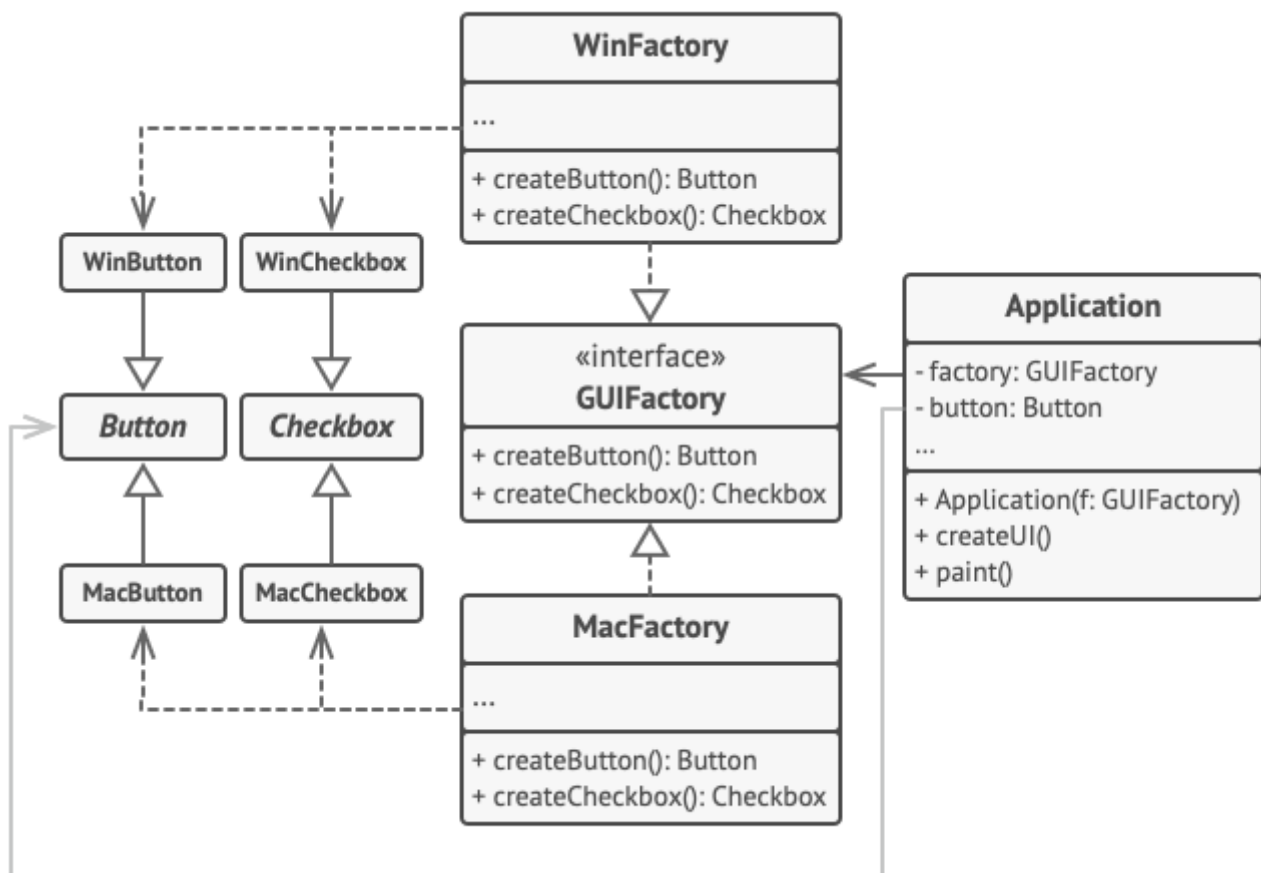 WinFactory
...
+ createButton(): Button
+ createCheckbox(): Checkbox
WinButton
WinCheckbox
Button
Checkbox
MacButton
MacCheckbox
«interface»
GUIFactory
+ createButton(): Button
+ createCheckbox(): Checkbox
MacFactory
...
+ createButton(): Button
+ createCheckbox(): Checkbox
Application
- factory: GUIFactory
- button: Button
...
+ Application(f: GUIFactory)
+ createUI()
+ paint()